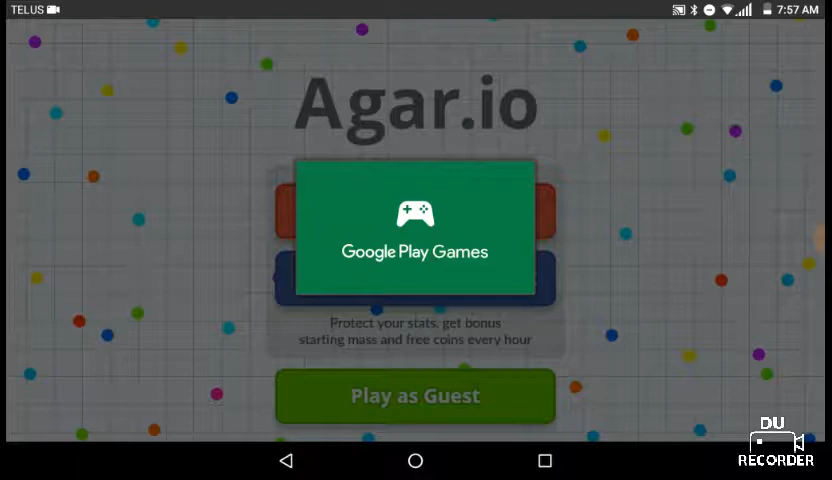 TELUS
7:57 AM
Agar.io
Google Play Games
Protect your stats, get bonus
starting mass and free coins every hour
Play as Guest
DU
RECORDER